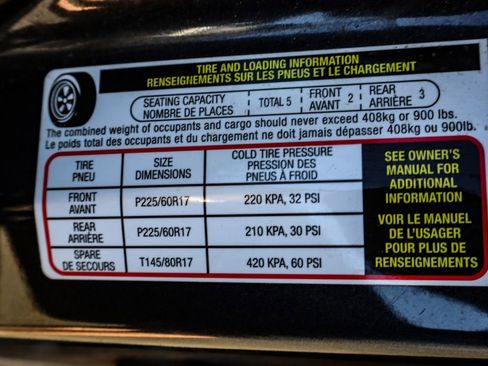 TIRE AND LOADING INFORMATION
RENSEIGNEMENTS SUR LES PNEUS ET LE CHARGEMENT
SEATING CAPACITY
NOMBRE DE PLACES
TOTAL 5
FRONT
AVANT 2
REAR
ARRIÈRE 3
The combined weight of occupants and cargo should never exceed 408kg or 900 lbs.
Le poids total des occupants et du chargement ne doit jamais dépasser 408kg ou 900lb.
TIRE
PNEU
SIZE
DIMENSIONS
COLD TIRE PRESSURE
PRESSION DES
PNEUS À FROID
FRONT
AVANT
P225/60R17
220 KPA, 32 PSI
REAR
ARRIÈRE
P225/60R17
210 KPA, 30 PSI
SPARE
DE SECOURS
T145/80R17
420 KPA, 60 PSI
SEE OWNER'S
MANUAL FOR
ADDITIONAL
INFORMATION
VOIR LE MANUEL
DE L'USAGER
POUR PLUS DE
RENSEIGNEMENTS